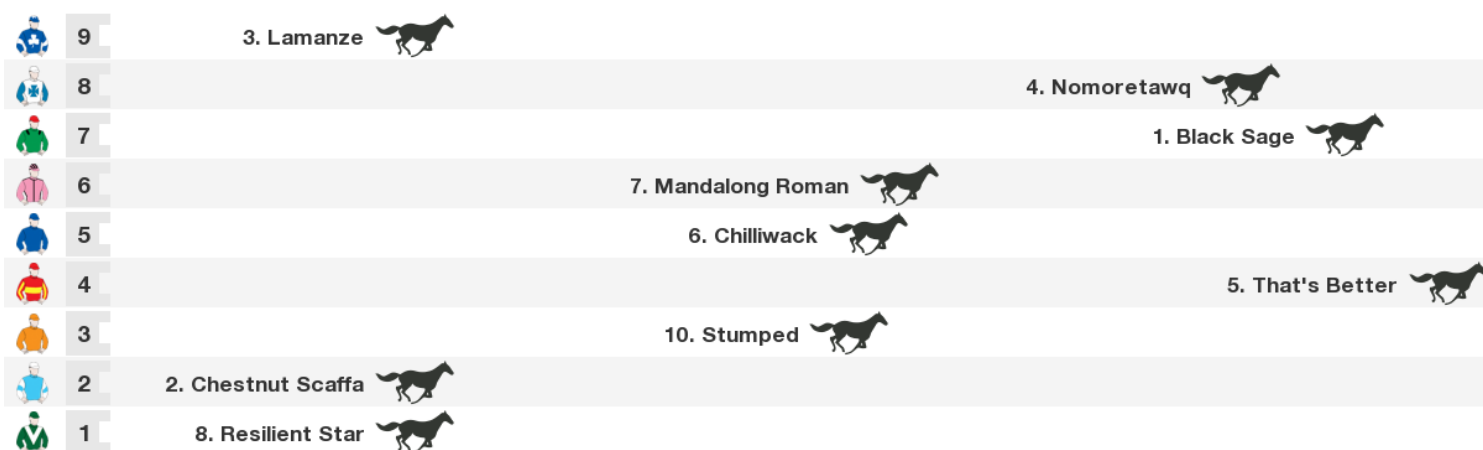 9 3. Lamanze
8 4. Nomoretawq
7 1. Black Sage
6 7. Mandalong Roman
5 6. Chilliwack
4 5. That's Better
3 10. Stumped
2 2. Chestnut Scaffa
1 8. Resilient Star